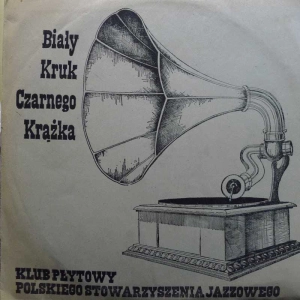 Biały
Kruk
Czarnego
Krążka
KLUB PŁYTOWY
POLSKIEGO STOWARZYSZENIA JAZZOWEGO